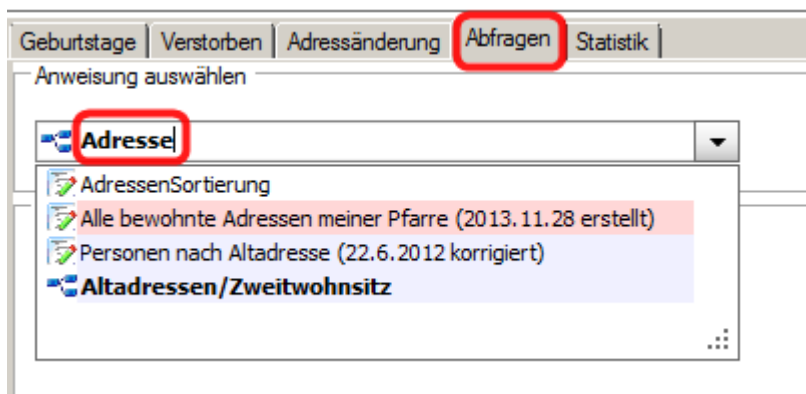 Geburtstage Verstorben Adressänderung Abfragen Statistik
Anweisung auswählen
Adresse
AdressenSortierung
Alle bewohnte Adressen meiner Pfarre (2013.11.28 erstellt)
Personen nach Altadresse (22.6.2012 korrigiert)
Altadressen/Zweitwohnsitz